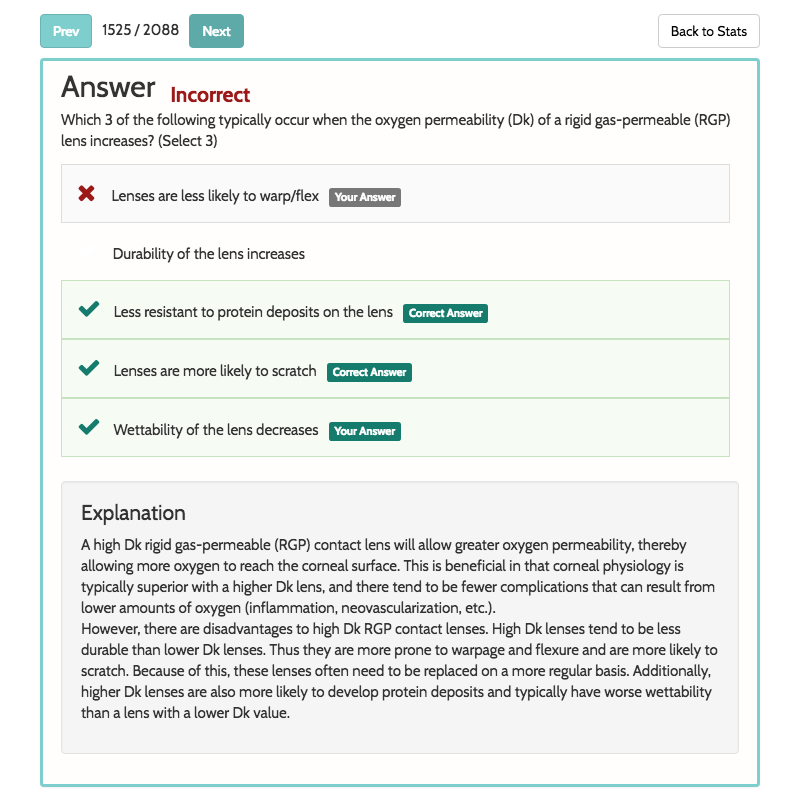 Prev 1525 / 2088 Next Back to Stats
Answer Incorrect
Which 3 of the following typically occur when the oxygen permeability (Dk) of a rigid gas-permeable (RGP)
lens increases? (Select 3)
Lenses are less likely to warp/flex Your Answer
Durability of the lens increases
Less resistant to protein deposits on the lens Correct Answer
Lenses are more likely to scratch Correct Answer
Wettability of the lens decreases Your Answer
Explanation
A high Dk rigid gas-permeable (RGP) contact lens will allow greater oxygen permeability, thereby
allowing more oxygen to reach the corneal surface. This is beneficial in that corneal physiology is
typically superior with a higher Dk lens, and there tend to be fewer complications that can result from
lower amounts of oxygen (inflammation, neovascularization, etc.).
However, there are disadvantages to high Dk RGP contact lenses. High Dk lenses tend to be less
durable than lower Dk lenses. Thus they are more prone to warpage and flexure and are more likely to
scratch. Because of this, these lenses often need to be replaced on a more regular basis. Additionally,
higher Dk lenses are also more likely to develop protein deposits and typically have worse wettability
than a lens with a lower Dk value.